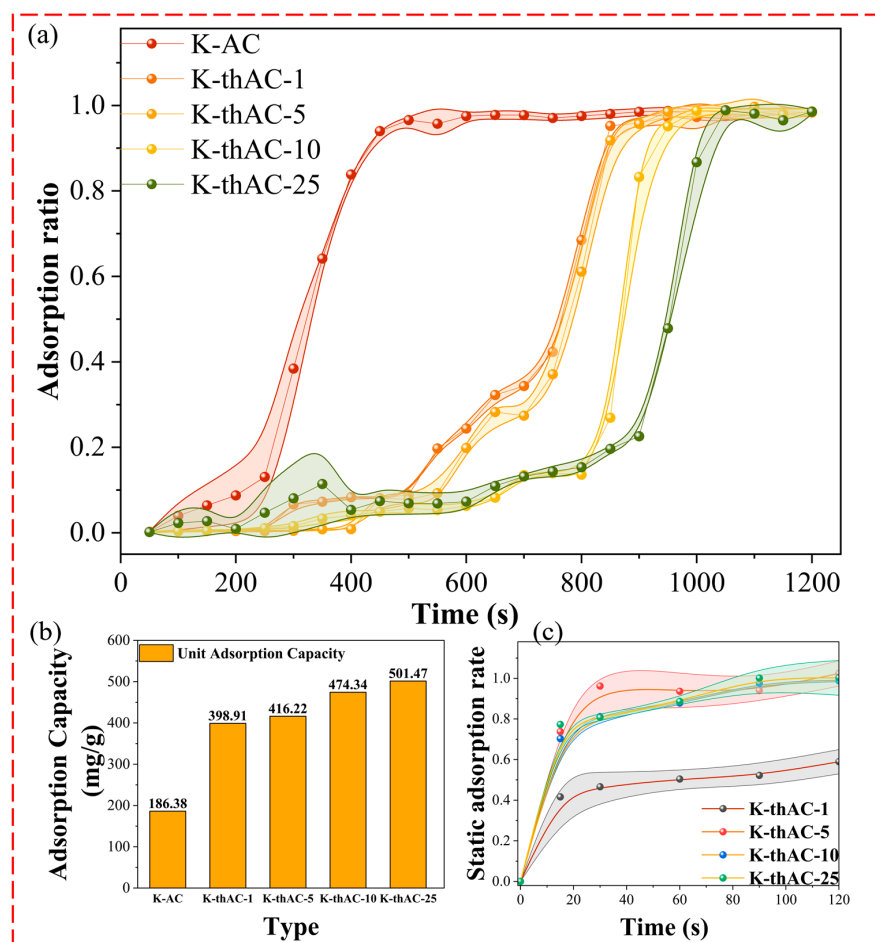 (a)
K-AC
K-thAC-1
K-thAC-5
K-thAC-10
K-thAC-25
Adsorption ratio
1.0
0.8
0.6
0.4
0.2
0.0
0 200 400 600 800 1000 1200
Time (s)
(b)
Adsorption Capacity
(mg/g)
600
500
400
300
200
100
0
Unit Adsorption Capacity
186.38
398.91
416.22
474.34
501.47
K-AC K-thAC-1 K-thAC-5 K-thAC-10 K-thAC-25
Type
(c)
Static adsorption rate
1.0
0.8
0.6
0.4
0.2
0.0
K-thAC-1
K-thAC-5
K-thAC-10
K-thAC-25
0 20 40 60 80 100 120
Time (s)